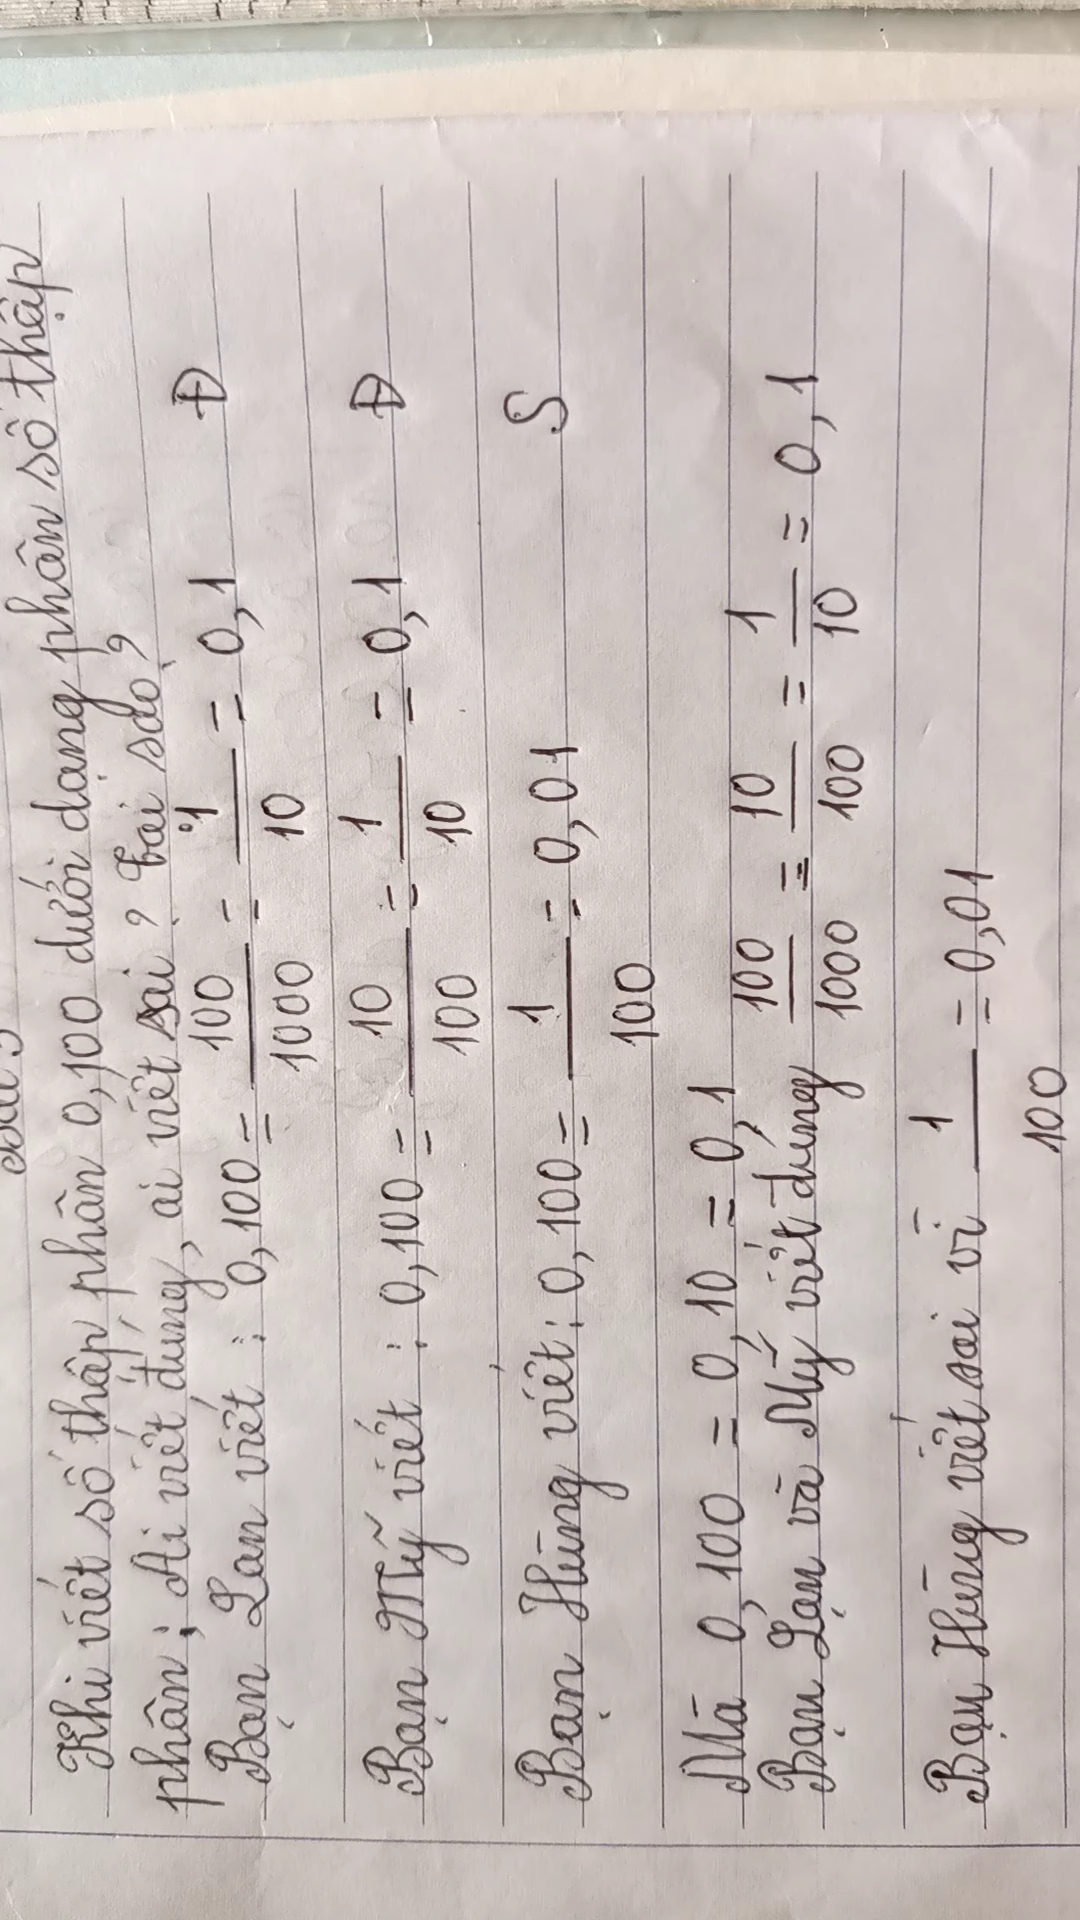 Bài 3
Khi viết số thập phân 0,100 dưới dạng phân số thập
phân; Ai viết đúng, ai viết sai? Tại sao?
Bạn Lan viết: 0,100 = 100/1000 = 1/10 = 0,1 Đ
Bạn Mỹ viết: 0,100 = 10/100 = 1/10 = 0,1 Đ
Bạn Hùng viết: 0,100 = 1/100 = 0,01 S
Mà 0,100 = 0,10 = 0,1
Bạn Lan và Mỹ viết đúng 100/1000 = 10/100 = 1/10 = 0,1
Bạn Hùng viết sai vì 1/100 = 0,01